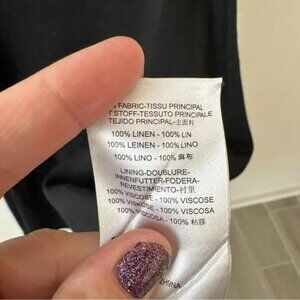 FABRIC-TISSU PRINCIPAL
STOFF-TESSUTO PRINCIPALE
TEJIDO PRINCIPAL-主面料
100% LINEN - 100% LIN
100% LEINEN - 100% LINO
100% LINO - 100% 麻布
LINING-DOUBLURE-
INNENFUTTER-FODERA-
REVESTIMIENTO-衬里
100% VISCOSE - 100% VISCOSE
100% VISKOSE - 100% VISCOSA
100% VISCOSA - 100% 粘膠